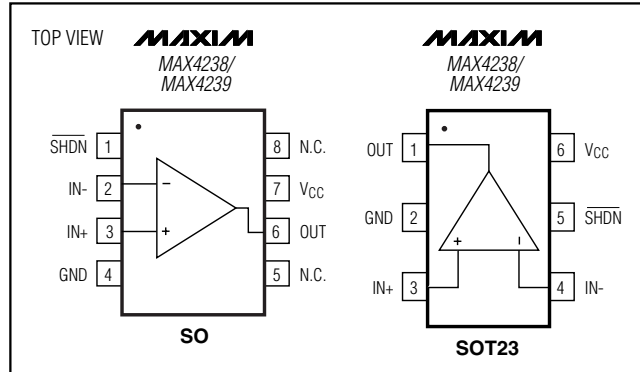 TOP VIEW
MAXIM
MAX4238/
MAX4239
SHDN 1
IN- 2
IN+ 3
GND 4
8 N.C.
7 VCC
6 OUT
5 N.C.
−
+
SO
MAXIM
MAX4238/
MAX4239
OUT 1
GND 2
IN+ 3
6 VCC
5 SHDN
4 IN-
+ −
SOT23